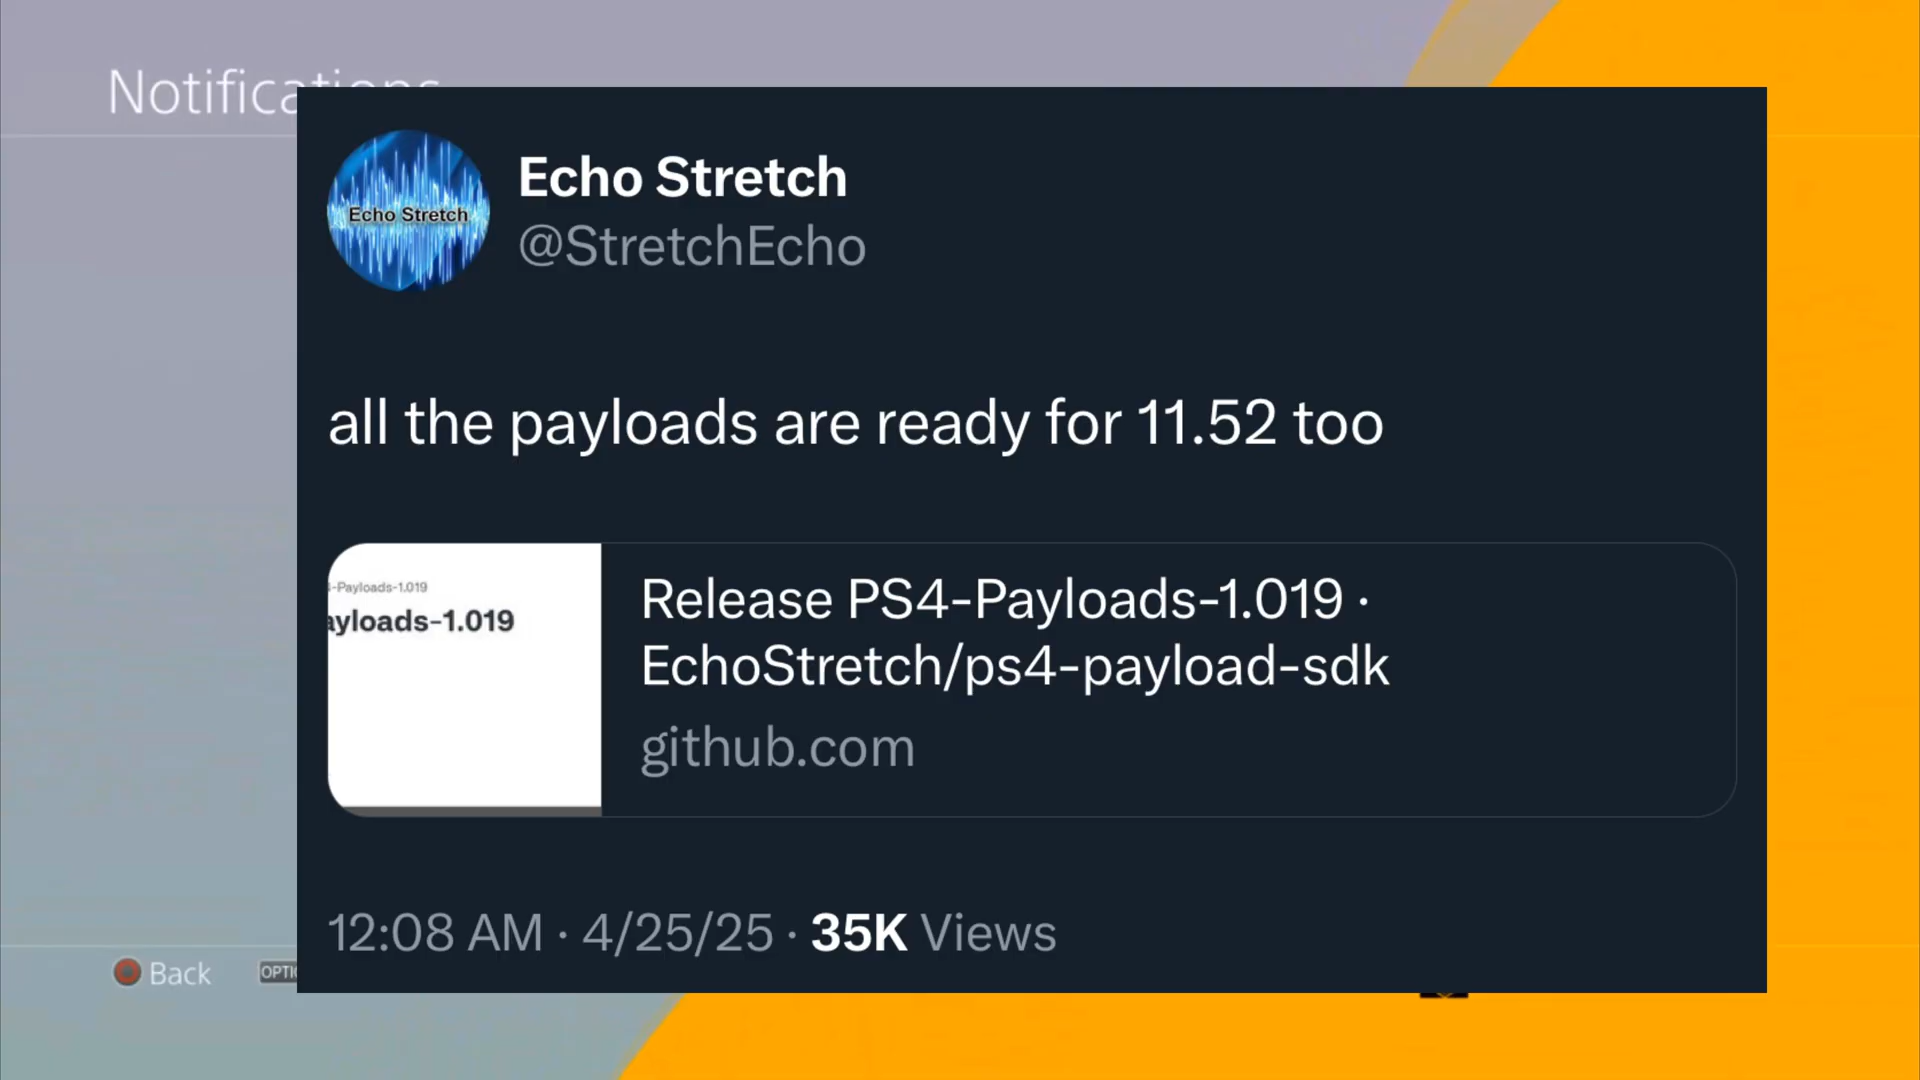 Notifications
Echo Stretch
Echo Stretch
@StretchEcho
all the payloads are ready for 11.52 too
-Payloads-1.019
ayloads-1.019
Release PS4-Payloads-1.019 ·
EchoStretch/ps4-payload-sdk
github.com
12:08 AM · 4/25/25 · 35K Views
Back
OPTI